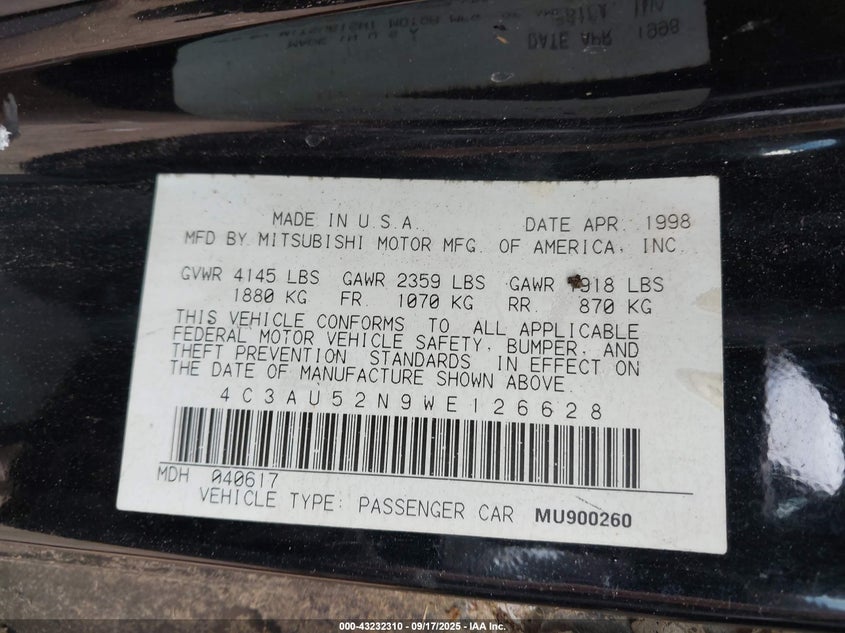 MADE IN U.S.A. DATE APR. 1998
MFD BY MITSUBISHI MOTOR MFG. OF AMERICA, INC.
GVWR 4145 LBS GAWR 2359 LBS GAWR 1918 LBS
1880 KG FR. 1070 KG RR. 870 KG
THIS VEHICLE CONFORMS TO ALL APPLICABLE
FEDERAL MOTOR VEHICLE SAFETY, BUMPER, AND
THEFT PREVENTION STANDARDS IN EFFECT ON
THE DATE OF MANUFACTURE SHOWN ABOVE.
4C3AU52N9WE126628
MDH 040617
VEHICLE TYPE: PASSENGER CAR MU900260
000-43232310 - 09/17/2025 - IAA Inc.